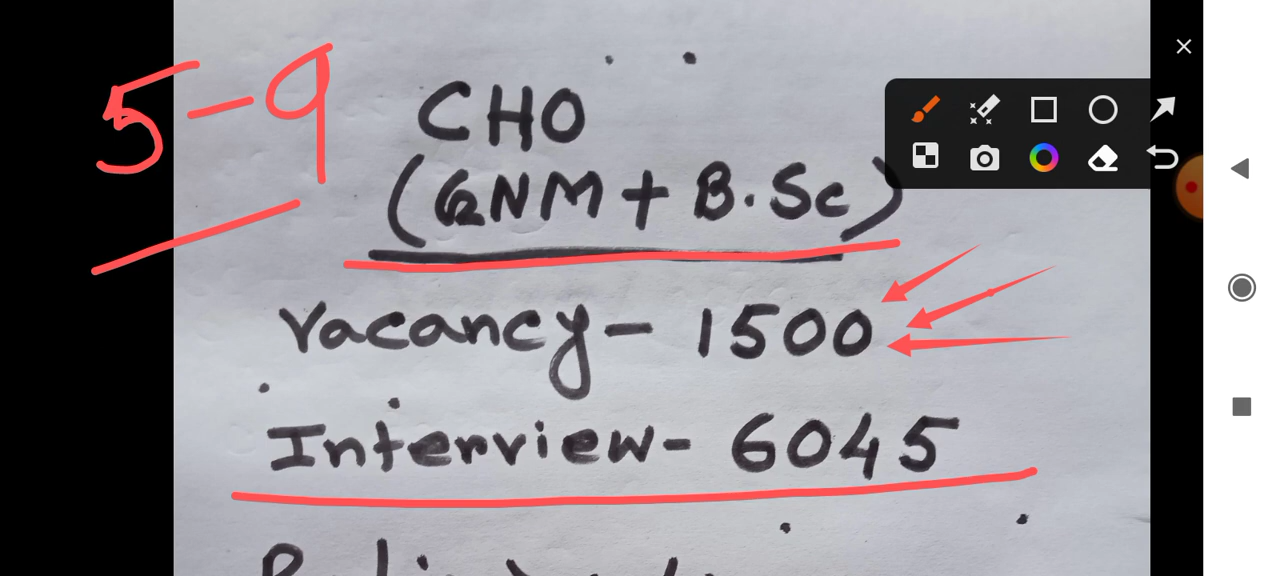 5-9
CHO
(GNM + B.Sc)
Vacancy - 1500
Interview - 6045